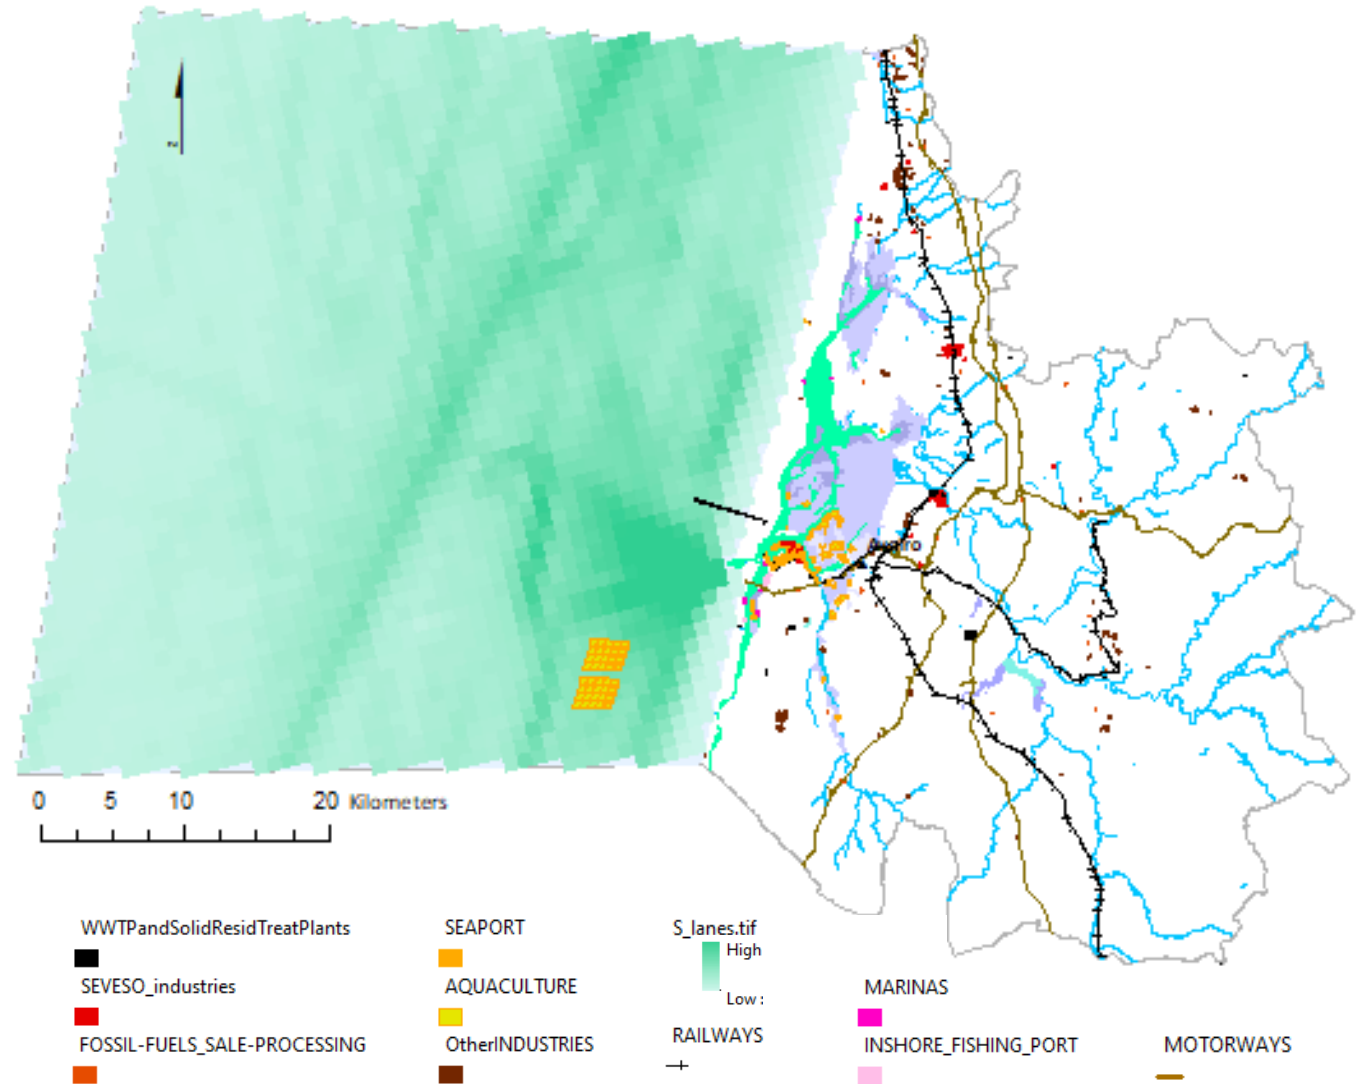 Aveiro
0 5 10 20 Kilometers
WWTPandSolidResidTreatPlants
SEAPORT
S_lanes.tif
High
SEVESO_industries
AQUACULTURE
Low :
MARINAS
RAILWAYS
FOSSIL-FUELS_SALE-PROCESSING
OtherINDUSTRIES
INSHORE_FISHING_PORT
MOTORWAYS